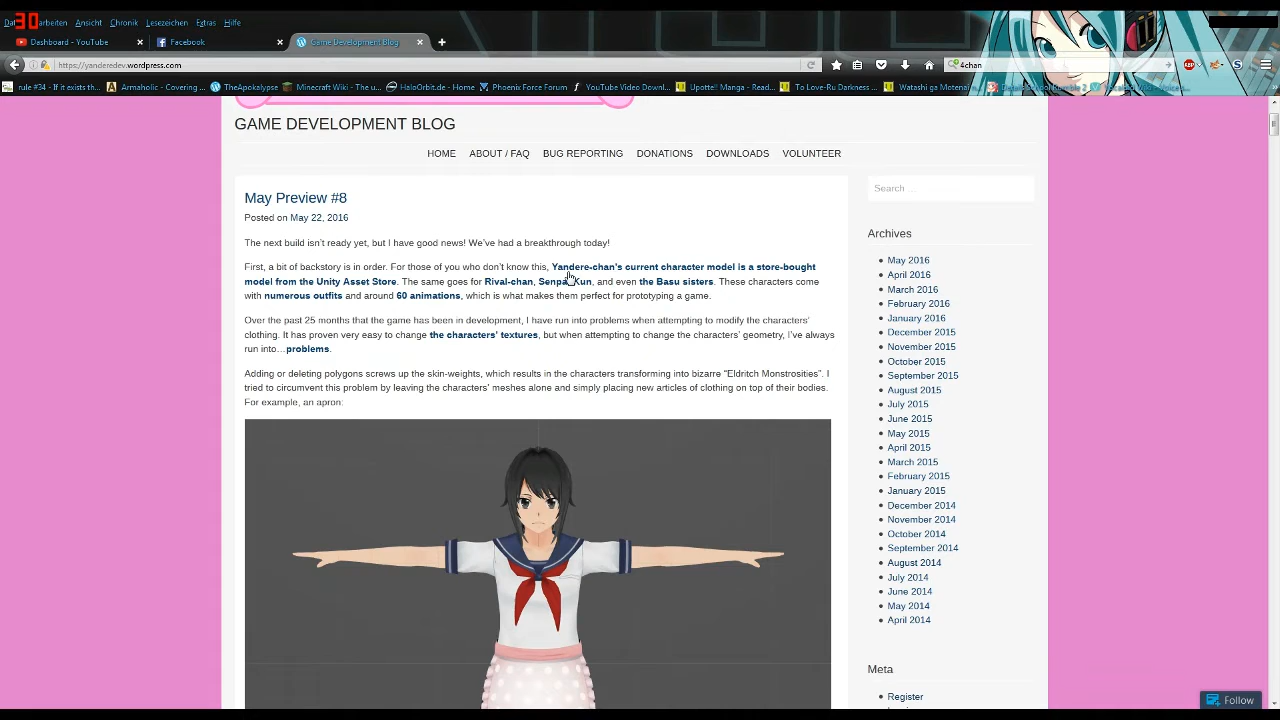 30
arbeiten Ansicht Chronik Lesezeichen Extras Hilfe
Dashboard - YouTube × Facebook × Game Development Blog × +
https://yanderedev.wordpress.com
4chan
rule #34 - If it exists th... Armaholic - Covering ... TheApokalypse Minecraft Wiki - The u... HaloOrbit.de - Home Phoenix Force Forum YouTube Video Downl... Upotte! Manga - Read... To Love-Ru Darkness ... Watashi ga Motenai...
GAME DEVELOPMENT BLOG
HOME ABOUT / FAQ BUG REPORTING DONATIONS DOWNLOADS VOLUNTEER
May Preview #8
Posted on May 22, 2016
The next build isn't ready yet, but I have good news! We've had a breakthrough today!
First, a bit of backstory is in order. For those of you who don't know this, Yandere-chan's current character model is a store-bought
model from the Unity Asset Store. The same goes for Rival-chan, Senpai-Kun, and even the Basu sisters. These characters come
with numerous outfits and around 60 animations, which is what makes them perfect for prototyping a game.
Over the past 25 months that the game has been in development, I have run into problems when attempting to modify the characters'
clothing. It has proven very easy to change the characters' textures, but when attempting to change the characters' geometry, I've always
run into…problems.
Adding or deleting polygons screws up the skin-weights, which results in the characters transforming into bizarre "Eldritch Monstrosities". I
tried to circumvent this problem by leaving the characters' meshes alone and simply placing new articles of clothing on top of their bodies.
For example, an apron:
Search …
Archives
May 2016
April 2016
March 2016
February 2016
January 2016
December 2015
November 2015
October 2015
September 2015
August 2015
July 2015
June 2015
May 2015
April 2015
March 2015
February 2015
January 2015
December 2014
November 2014
October 2014
September 2014
August 2014
July 2014
June 2014
May 2014
April 2014
Meta
Register
Follow